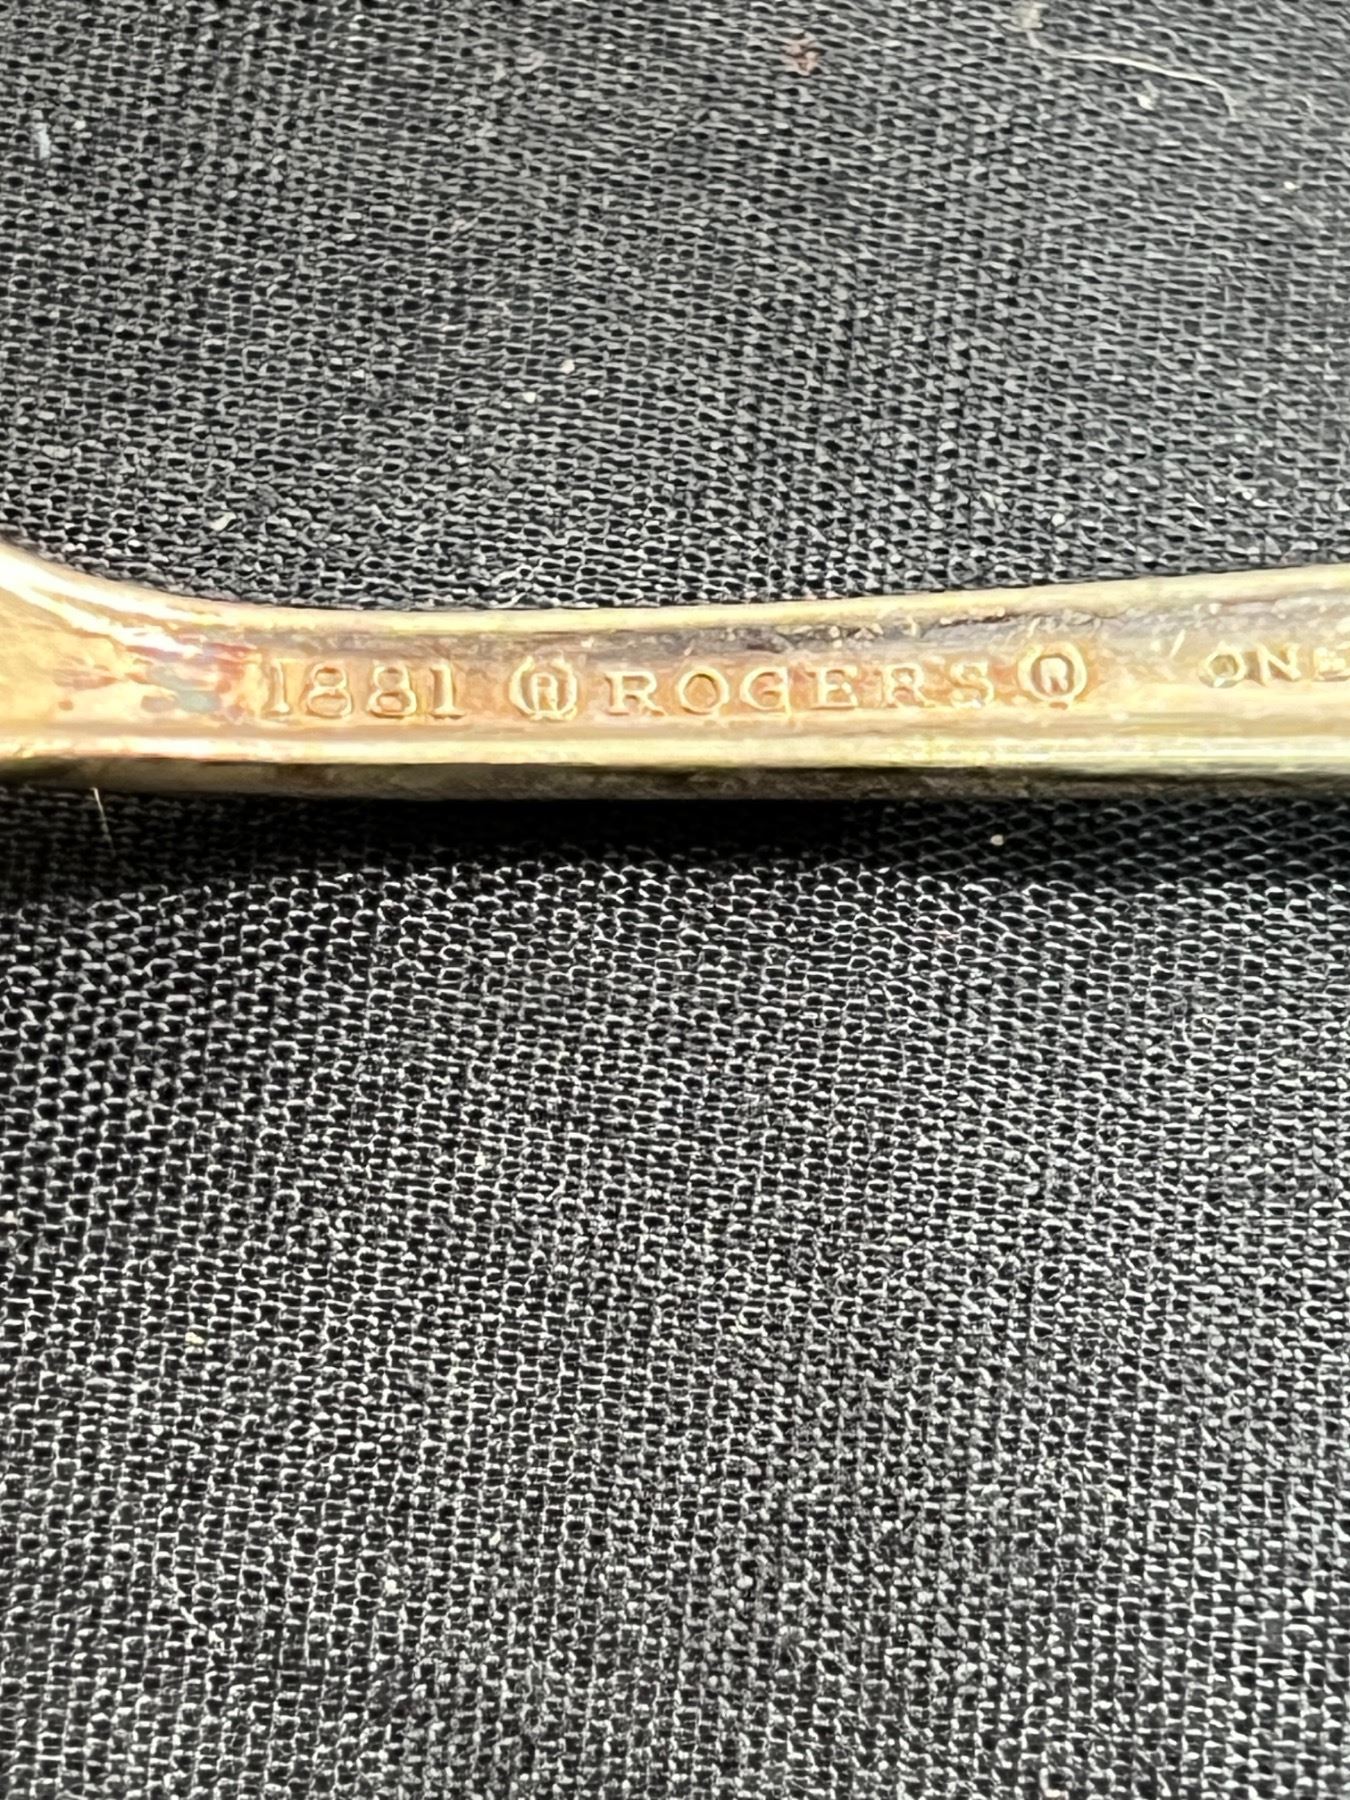 1881 Ⓡ ROGERS Ⓡ ONE